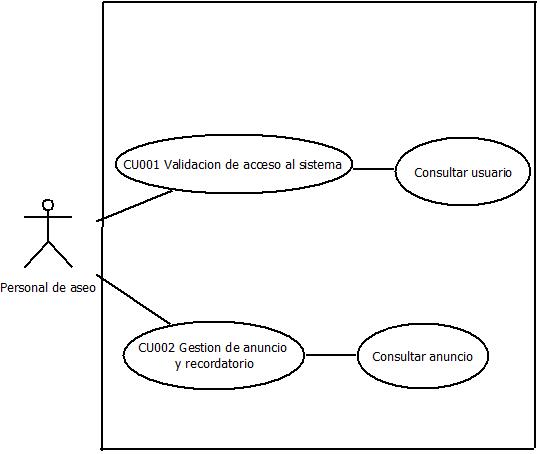 CU001 Validacion de acceso al sistema
Consultar usuario
Personal de aseo
CU002 Gestion de anuncio
y recordatorio
Consultar anuncio